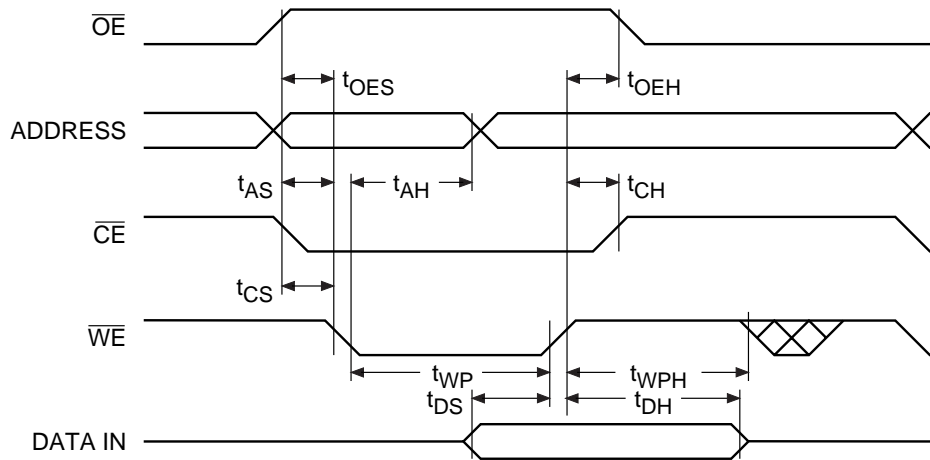 OE
tOES
tOEH
ADDRESS
tAS
tAH
tCH
CE
tCS
WE
tWP
tWPH
tDS
tDH
DATA IN